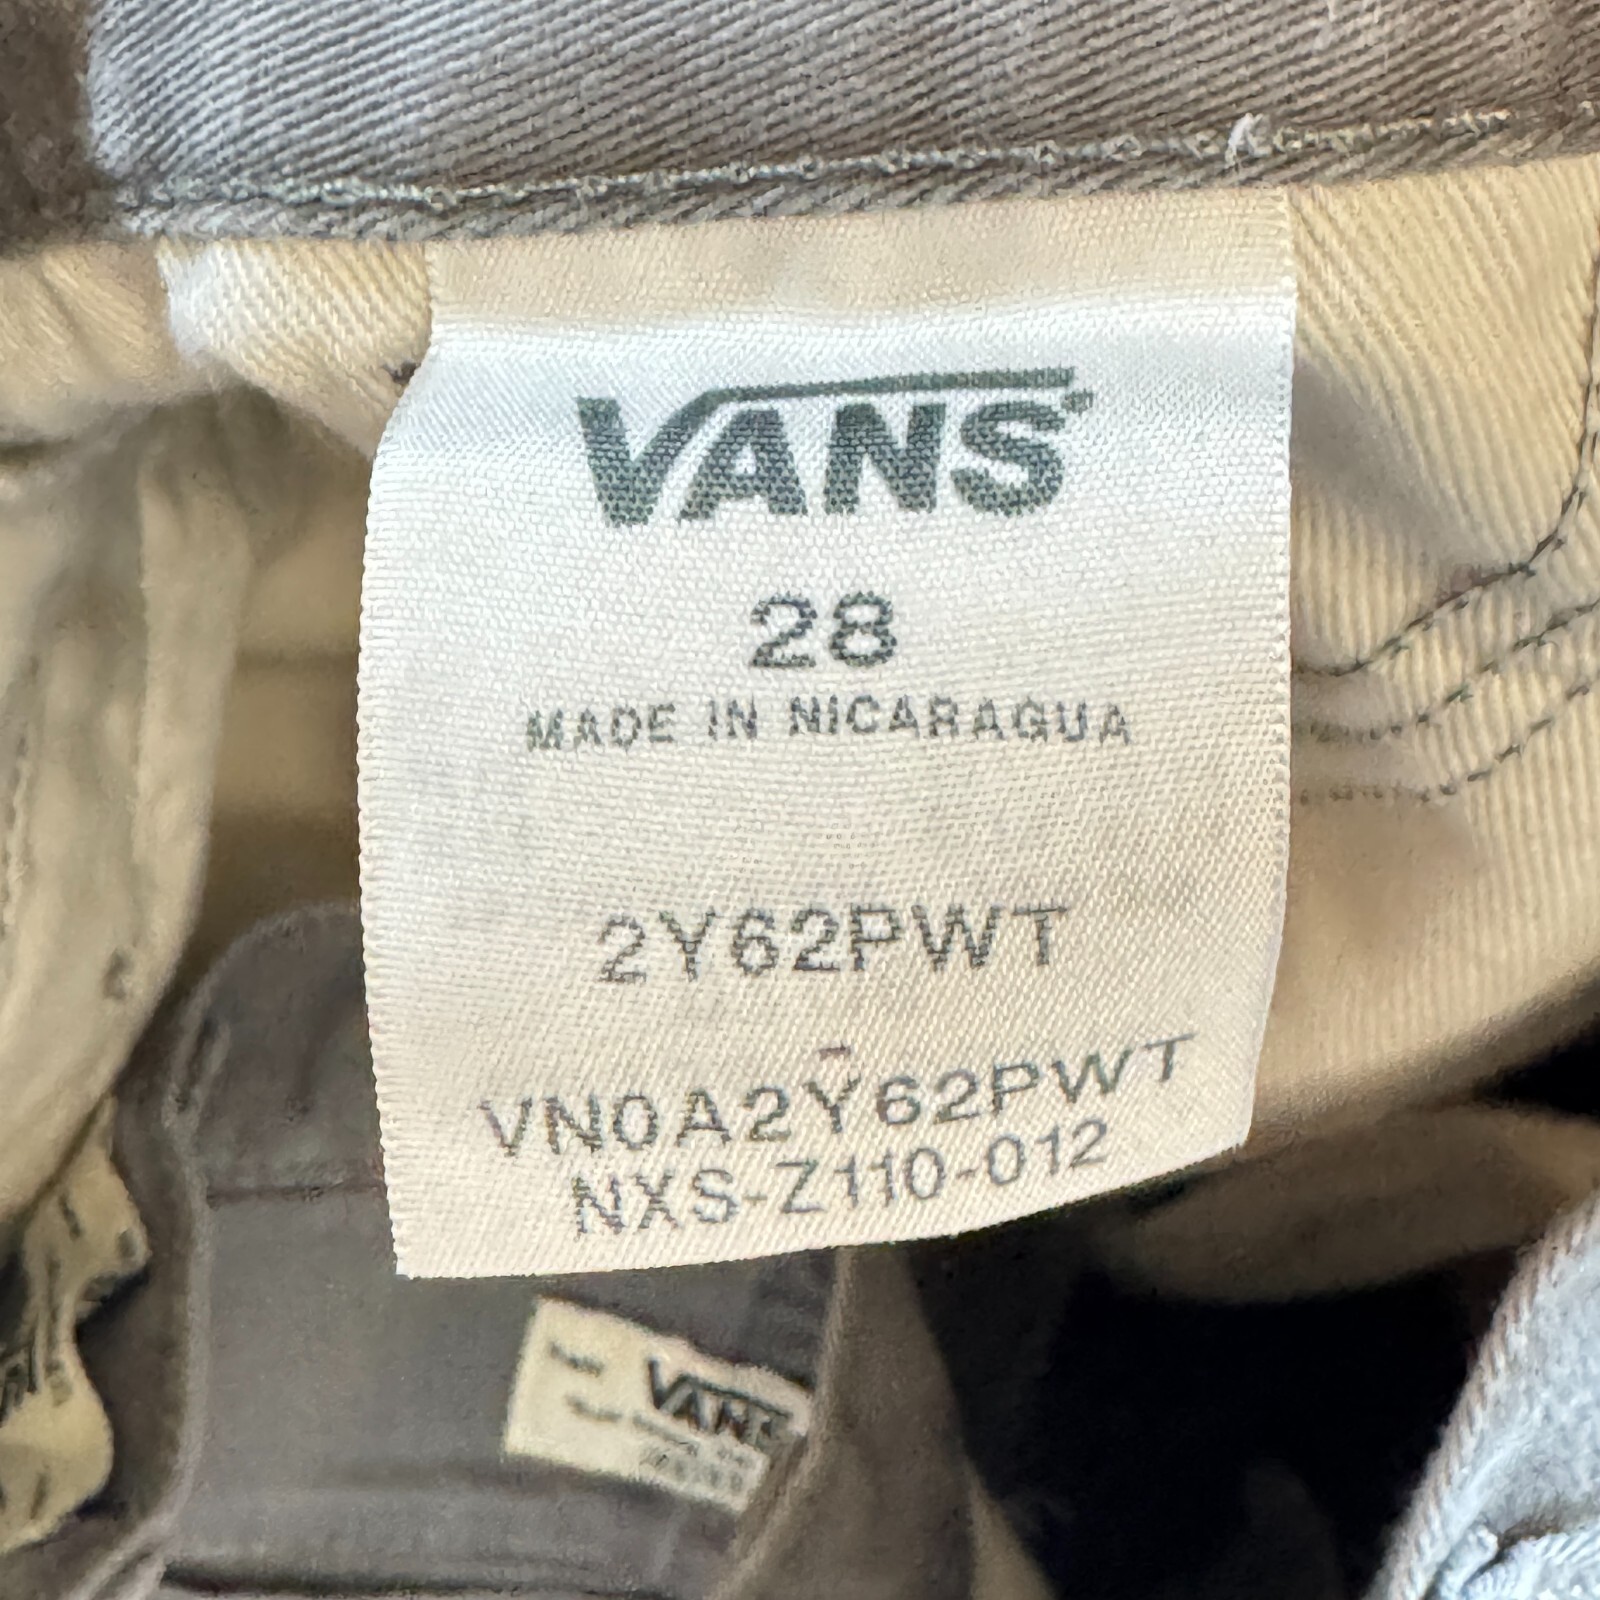 VANS
28
MADE IN NICARAGUA
2Y62PWT
-
VN0A2Y62PWT
NXS-Z110-012
VANS